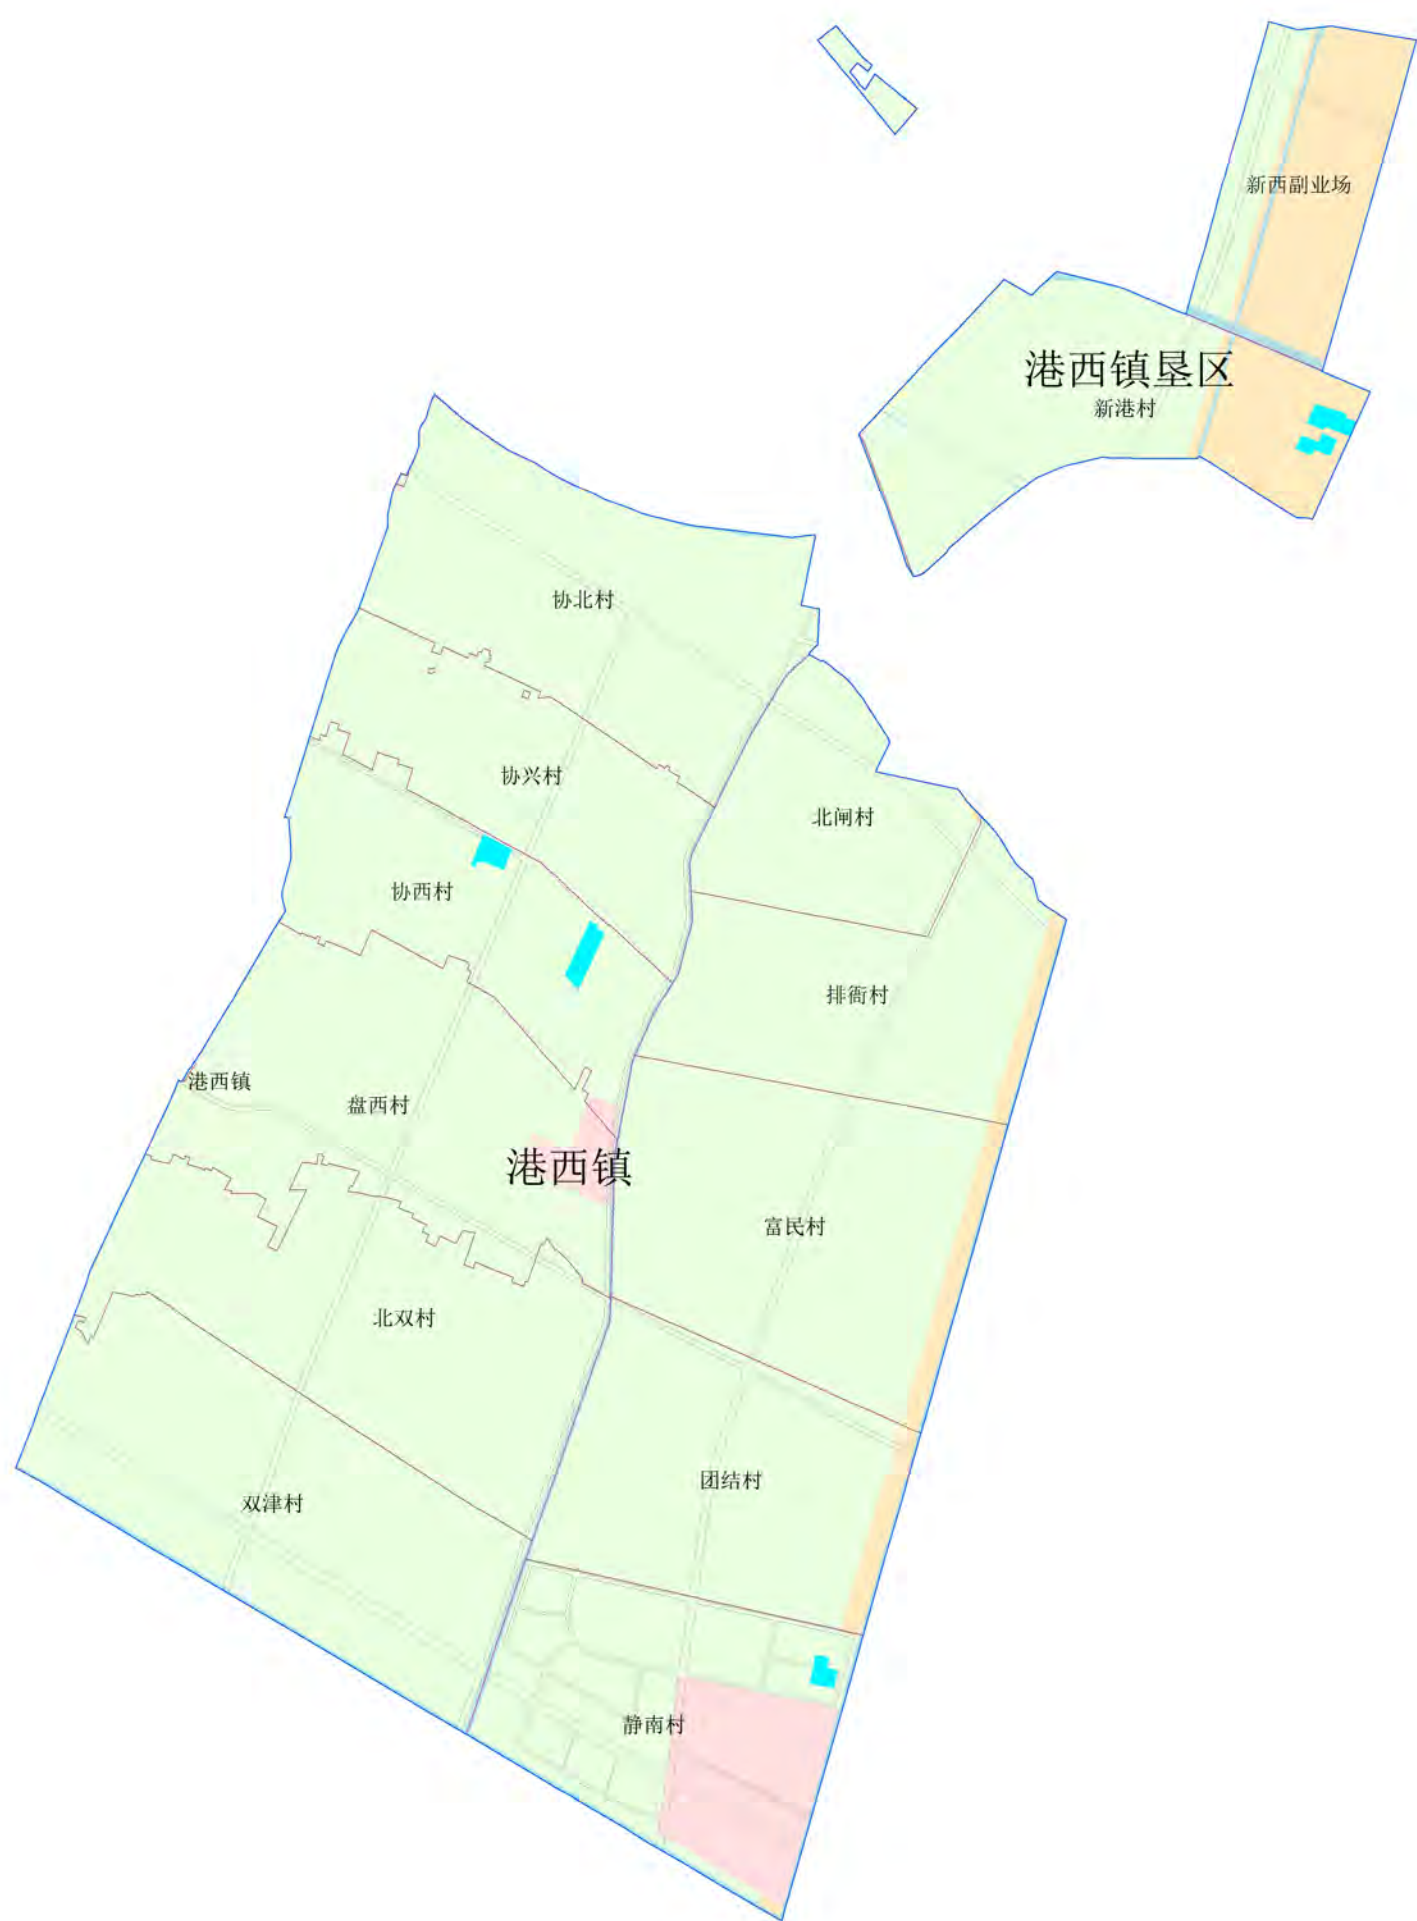 新西副业场
港西镇垦区
新港村
协北村
协兴村
北闸村
协西村
排衙村
港西镇
盘西村
港西镇
富民村
北双村
团结村
双津村
静南村